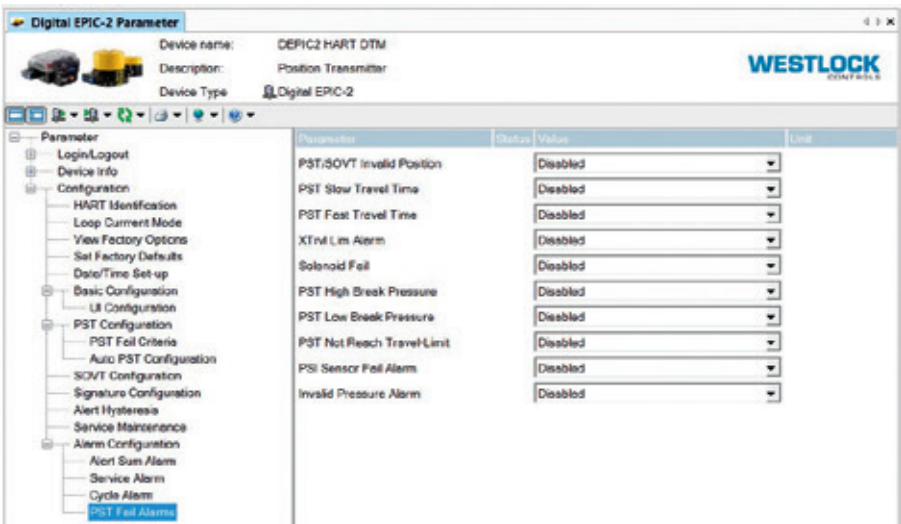 Digital EPIC-2 Parameter
Device name: DEPIC2 HART DTM
Description: Position Transmitter
Device Type Digital EPIC-2
WESTLOCK
CONTROLS
Parameter
Login/Logout
Device Info
Configuration
HART Identification
Loop Currment Mode
View Factory Options
Set Factory Defaults
Date/Time Set-up
Basic Configuration
UI Configuration
PST Configuration
PST Fail Criteria
Auto PST Configuration
SOVT Configuration
Signature Configuration
Alert Hysteresis
Service Maintenance
Alarm Configuration
Alert Sum Alarm
Service Alarm
Cycle Alarm
PST Fail Alarms
Parameter Status Value Unit
PST/SOVT Invalid Position Disabled
PST Slow Travel Time Disabled
PST Fast Travel Time Disabled
XTrvl Lim Alarm Disabled
Solenoid Fail Disabled
PST High Break Pressure Disabled
PST Low Break Pressure Disabled
PST Not Reach Travel-Limit Disabled
PSI Sensor Fail Alarm Disabled
Invalid Pressure Alarm Disabled